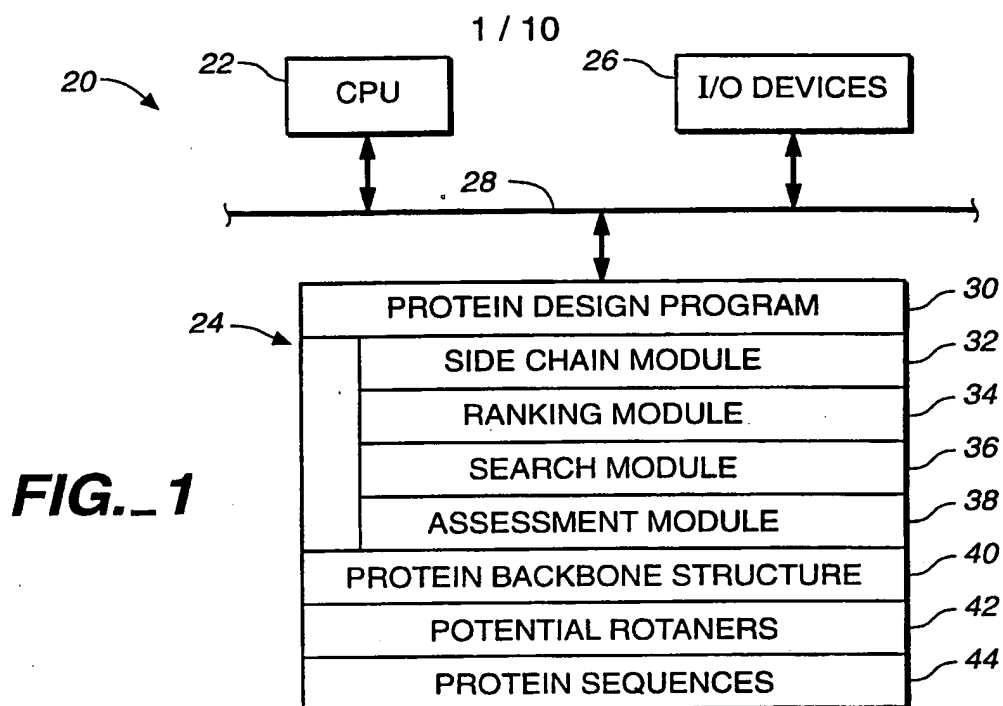 1 / 10
20
22
CPU
26
I/O DEVICES
28
24
PROTEIN DESIGN PROGRAM
30
SIDE CHAIN MODULE
32
RANKING MODULE
34
SEARCH MODULE
36
ASSESSMENT MODULE
38
PROTEIN BACKBONE STRUCTURE
40
POTENTIAL ROTANERS
42
PROTEIN SEQUENCES
44
FIG._1